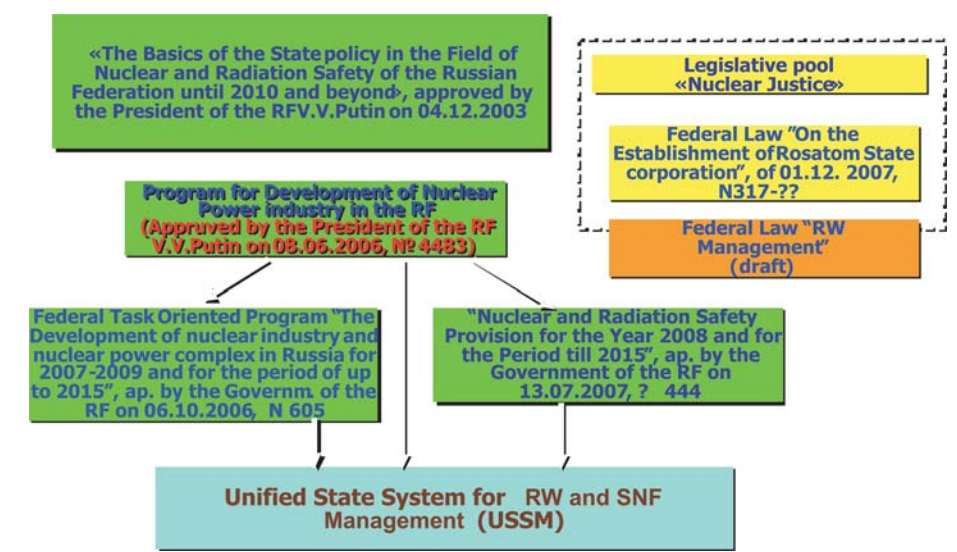 «The Basics of the State policy in the Field of
Nuclear and Radiation Safety of the Russian
Federation until 2010 and beyond», approved by
the President of the RFV.V.Putin on 04.12.2003
Legislative pool
«Nuclear Justice»
Federal Law "On the
Establishment of Rosatom State
corporation", of 01.12. 2007,
N317-??
Federal Law "RW
Management"
(draft)
Program for Development of Nuclear
Power industry in the RF
(Appruved by the President of the RF
V.V.Putin on 08.06.2006, № 4483)
Federal Task Oriented Program "The
Development of nuclear industry and
nuclear power complex in Russia for
2007-2009 and for the period of up
to 2015", ap. by the Governm. of the
RF on 06.10.2006, N 605
"Nuclear and Radiation Safety
Provision for the Year 2008 and for
the Period till 2015", ap. by the
Government of the RF on
13.07.2007, ? 444
Unified State System for RW and SNF
Management (USSM)